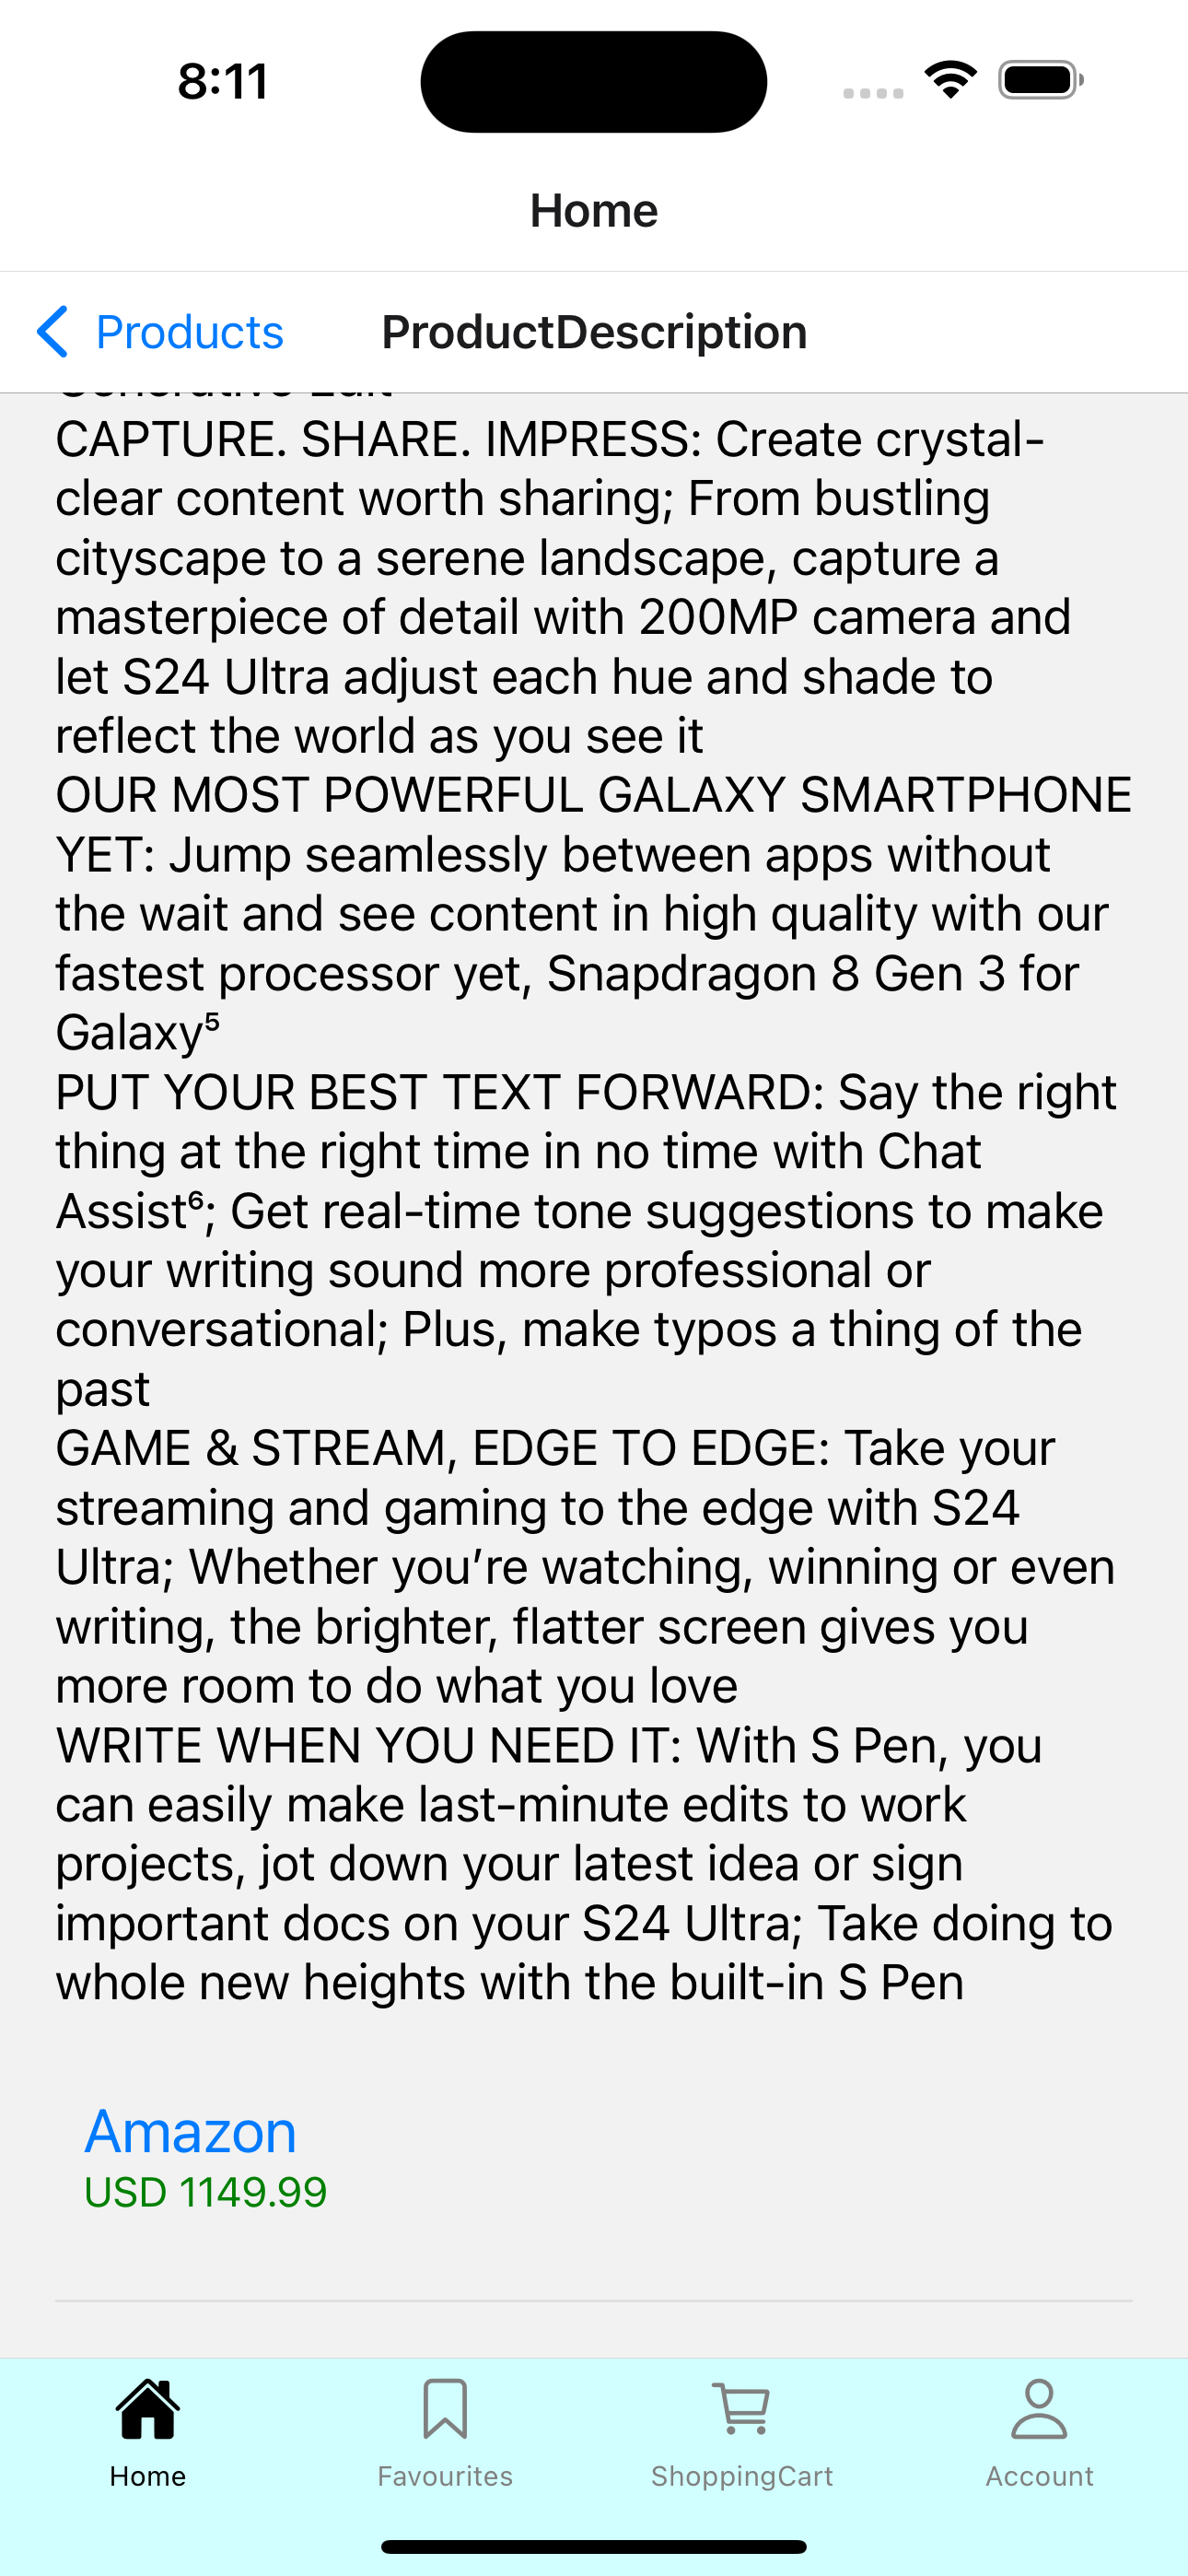 8:11
Home
Products
ProductDescription
CAPTURE. SHARE. IMPRESS: Create crystal-
clear content worth sharing; From bustling
cityscape to a serene landscape, capture a
masterpiece of detail with 200MP camera and
let S24 Ultra adjust each hue and shade to
reflect the world as you see it
OUR MOST POWERFUL GALAXY SMARTPHONE
YET: Jump seamlessly between apps without
the wait and see content in high quality with our
fastest processor yet, Snapdragon 8 Gen 3 for
Galaxy⁵
PUT YOUR BEST TEXT FORWARD: Say the right
thing at the right time in no time with Chat
Assist⁶; Get real-time tone suggestions to make
your writing sound more professional or
conversational; Plus, make typos a thing of the
past
GAME & STREAM, EDGE TO EDGE: Take your
streaming and gaming to the edge with S24
Ultra; Whether you’re watching, winning or even
writing, the brighter, flatter screen gives you
more room to do what you love
WRITE WHEN YOU NEED IT: With S Pen, you
can easily make last-minute edits to work
projects, jot down your latest idea or sign
important docs on your S24 Ultra; Take doing to
whole new heights with the built-in S Pen
Amazon
USD 1149.99
Home
Favourites
ShoppingCart
Account